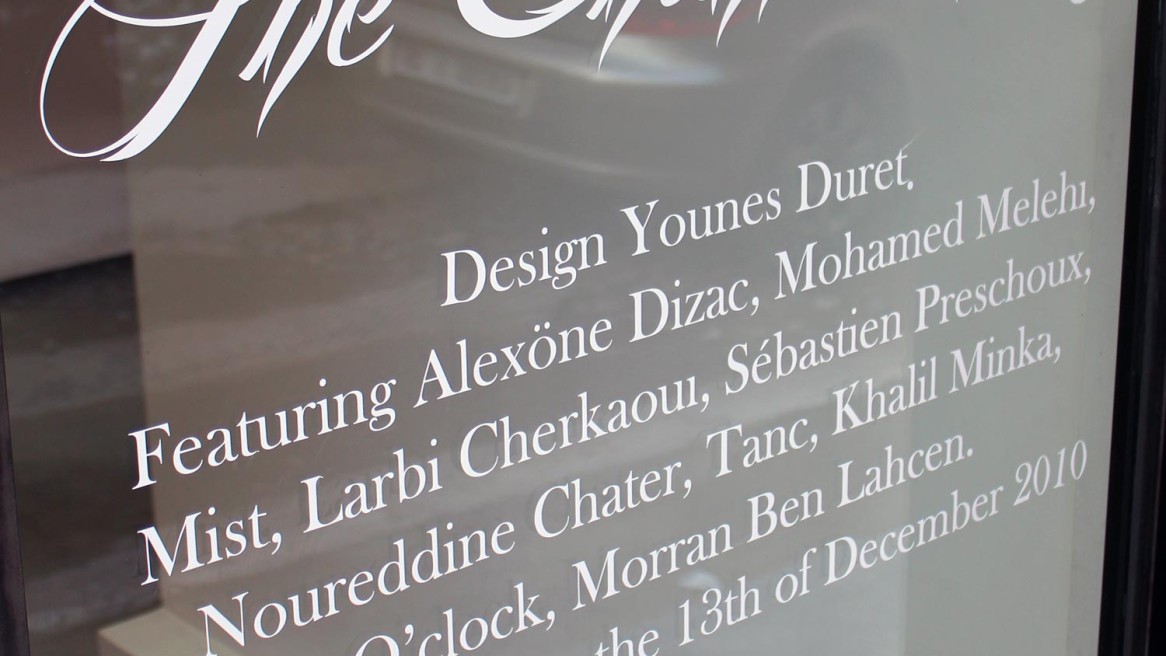 The
Design Younes Duret.
Featuring Alexöne Dizac, Mohamed Melehi,
Mist, Larbi Cherkaoui, Sébastien Preschoux,
Noureddine Chater, Tanc, Khalil Minka,
O'clock, Morran Ben Lahcen.
the 13th of December 2010